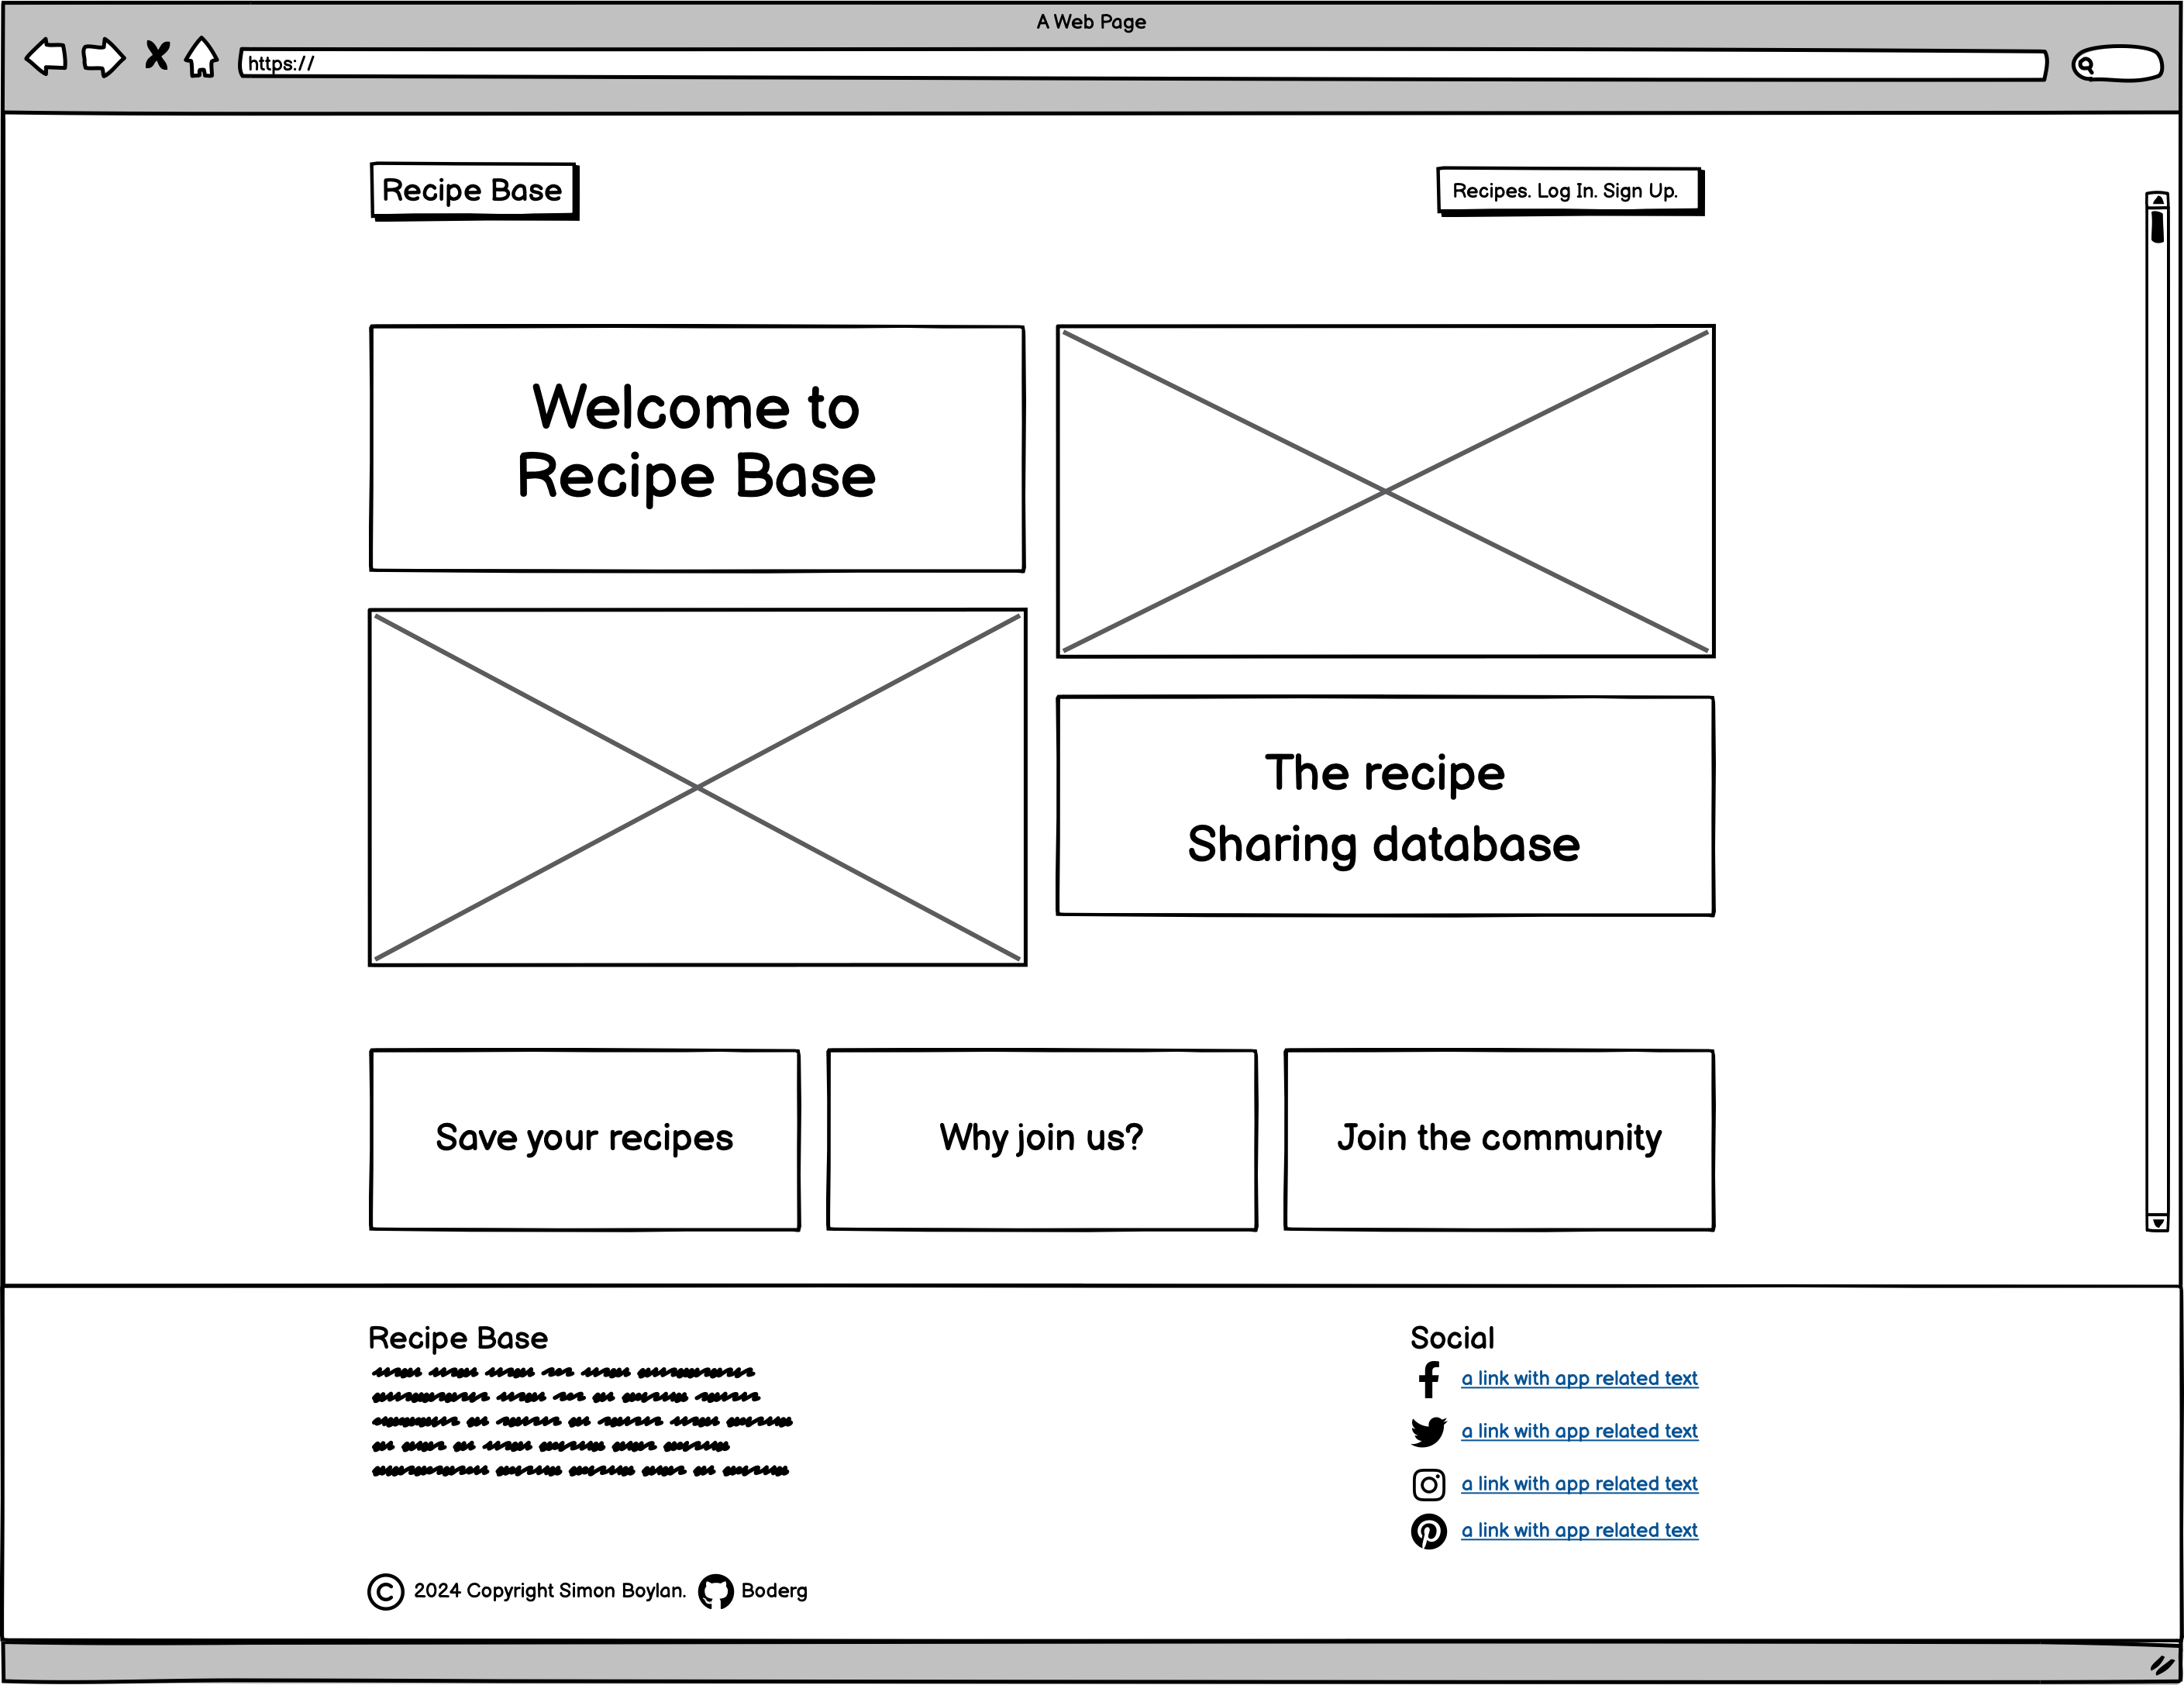 A Web Page
https://
Recipe Base
Recipes. Log In. Sign Up.
Welcome to
Recipe Base
The recipe
Sharing database
Save your recipes
Why join us?
Join the community
Recipe Base
Social
a link with app related text
a link with app related text
a link with app related text
a link with app related text
© 2024 Copyright Simon Boylan. Boderg